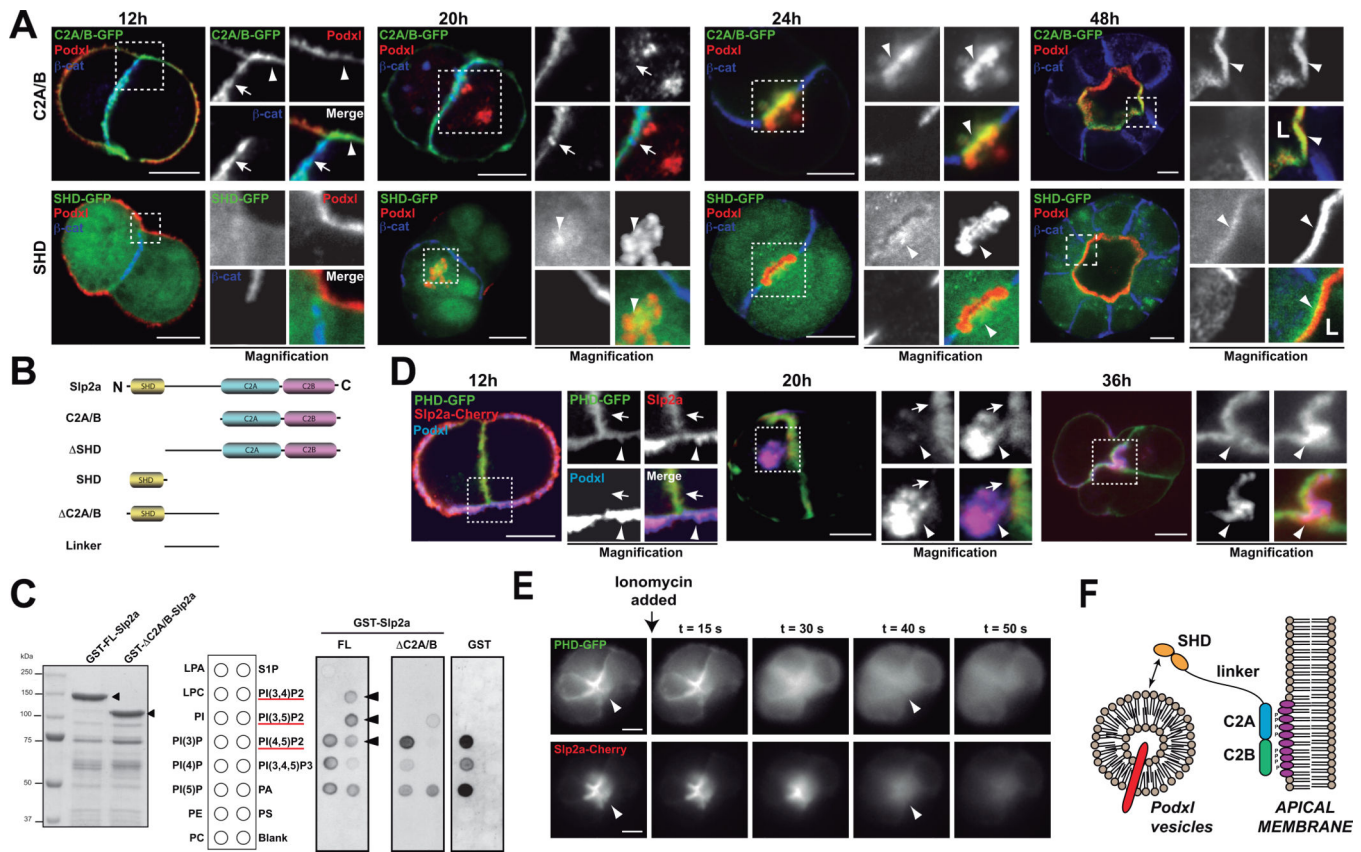 A
12h
20h
24h
48h
C2A/B
C2A/B-GFP
Podxl
β-cat
C2A/B-GFP
Podxl
β-cat
Merge
C2A/B-GFP
Podxl
β-cat
C2A/B-GFP
Podxl
β-cat
C2A/B-GFP
Podxl
β-cat
L
SHD
SHD-GFP
Podxl
β-cat
SHD-GFP
Podxl
β-cat
Merge
SHD-GFP
Podxl
β-cat
SHD-GFP
Podxl
β-cat
SHD-GFP
Podxl
β-cat
L
Magnification
Magnification
Magnification
Magnification
B
Slp2a
N
SHD
C2A
C2B
C
C2A/B
C2A
C2B
ΔSHD
C2A
C2B
SHD
SHD
ΔC2A/B
SHD
Linker
D
12h
20h
36h
PHD-GFP
Slp2a-Cherry
Podxl
PHD-GFP
Slp2a
Podxl
Merge
Magnification
Magnification
Magnification
C
GST-FL-Slp2a
GST-ΔC2A/B-Slp2a
kDa
250
150
100
75
50
37
LPA
S1P
LPC
PI(3,4)P2
PI
PI(3,5)P2
PI(3)P
PI(4,5)P2
PI(4)P
PI(3,4,5)P3
PI(5)P
PA
PE
PS
PC
Blank
GST-Slp2a
FL
ΔC2A/B
GST
E
Ionomycin
added
t = 15 s
t = 30 s
t = 40 s
t = 50 s
PHD-GFP
Slp2a-Cherry
F
SHD
linker
C2A
C2B
P
P
P
P
P
P
Podxl
vesicles
APICAL
MEMBRANE